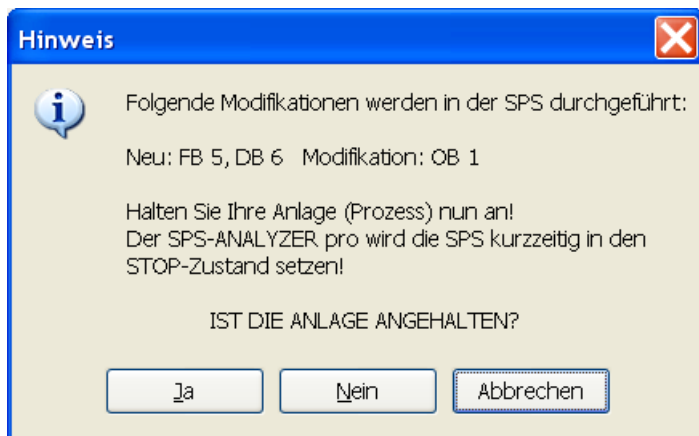 Hinweis
Folgende Modifikationen werden in der SPS durchgeführt:
Neu: FB 5, DB 6 Modifikation: OB 1
Halten Sie Ihre Anlage (Prozess) nun an!
Der SPS-ANALYZER pro wird die SPS kurzzeitig in den
STOP-Zustand setzen!
IST DIE ANLAGE ANGEHALTEN?
Ja
Nein
Abbrechen